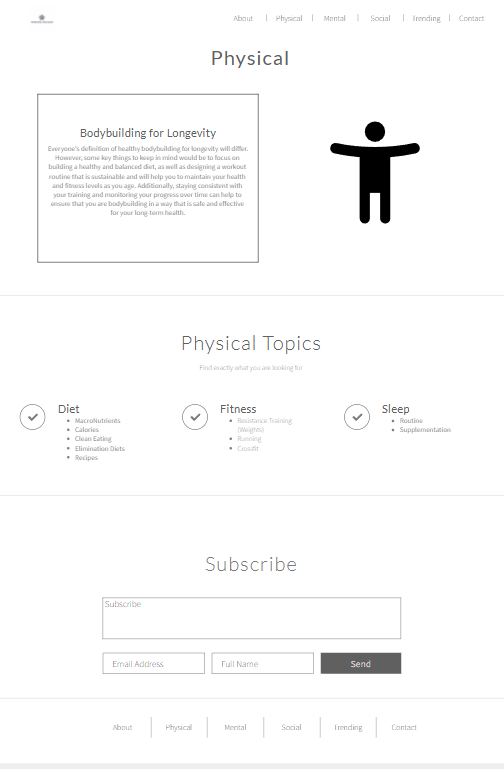 About | Physical | Mental | Social | Trending | Contact
Physical
Bodybuilding for Longevity
Everyone's definition of healthy bodybuilding for longevity will differ.
However, some key things to keep in mind would be to focus on
building a healthy and balanced diet, as well as designing a workout
routine that is sustainable and will help you to maintain your health
and fitness levels as you age. Additionally, staying consistent with
your training and monitoring your progress over time can help to
ensure that you are bodybuilding in a way that is safe and effective
for your long-term health.
Physical Topics
Find exactly what you are looking for
Diet
MacroNutrients
Calories
Clean Eating
Elimination Diets
Recipes
Fitness
Resistance Training
(Weights)
Running
Crossfit
Sleep
Routine
Supplementation
Subscribe
Subscribe
Email Address
Full Name
Send
About | Physical | Mental | Social | Trending | Contact